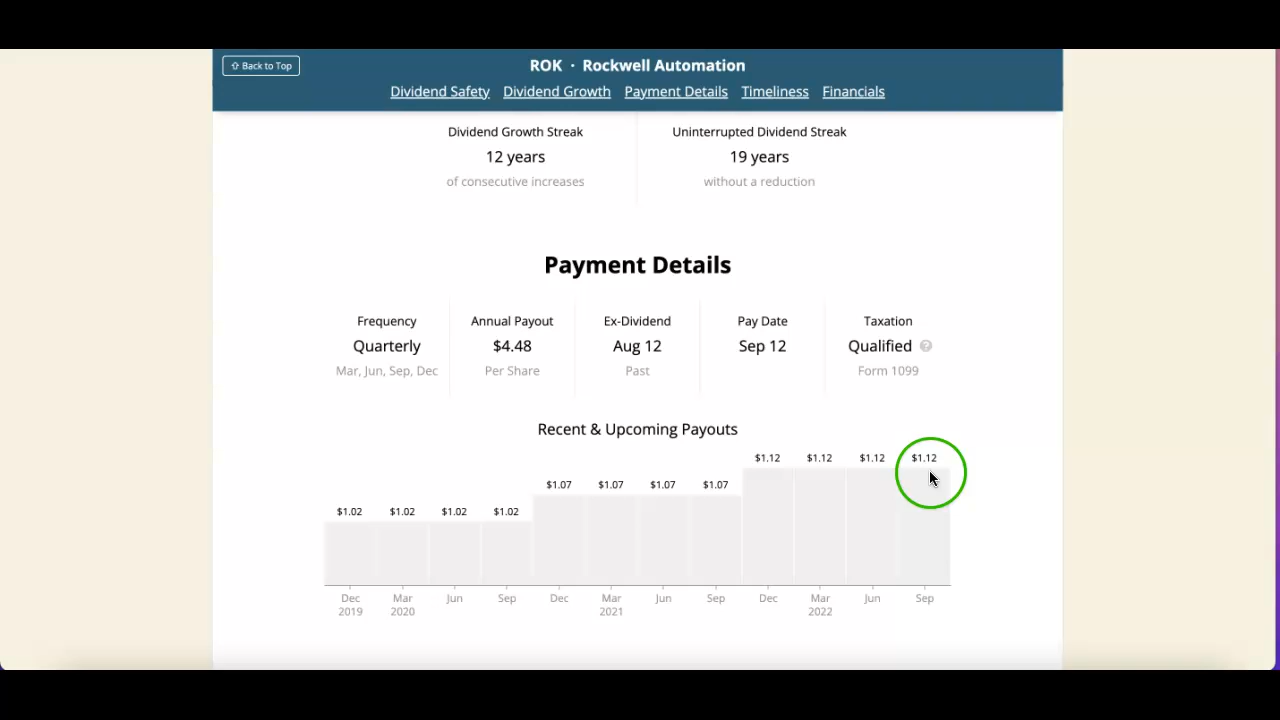 ⇧ Back to Top
ROK · Rockwell Automation
Dividend Safety Dividend Growth Payment Details Timeliness Financials
Dividend Growth Streak Uninterrupted Dividend Streak
12 years 19 years
of consecutive increases without a reduction
Payment Details
Frequency Annual Payout Ex-Dividend Pay Date Taxation
Quarterly $4.48 Aug 12 Sep 12 Qualified ?
Mar, Jun, Sep, Dec Per Share Past Form 1099
Recent & Upcoming Payouts
$1.12 $1.12 $1.12 $1.12
$1.07 $1.07 $1.07 $1.07
$1.02 $1.02 $1.02 $1.02
Dec Mar Jun Sep Dec Mar Jun Sep Dec Mar Jun Sep
2019 2020 2021 2022